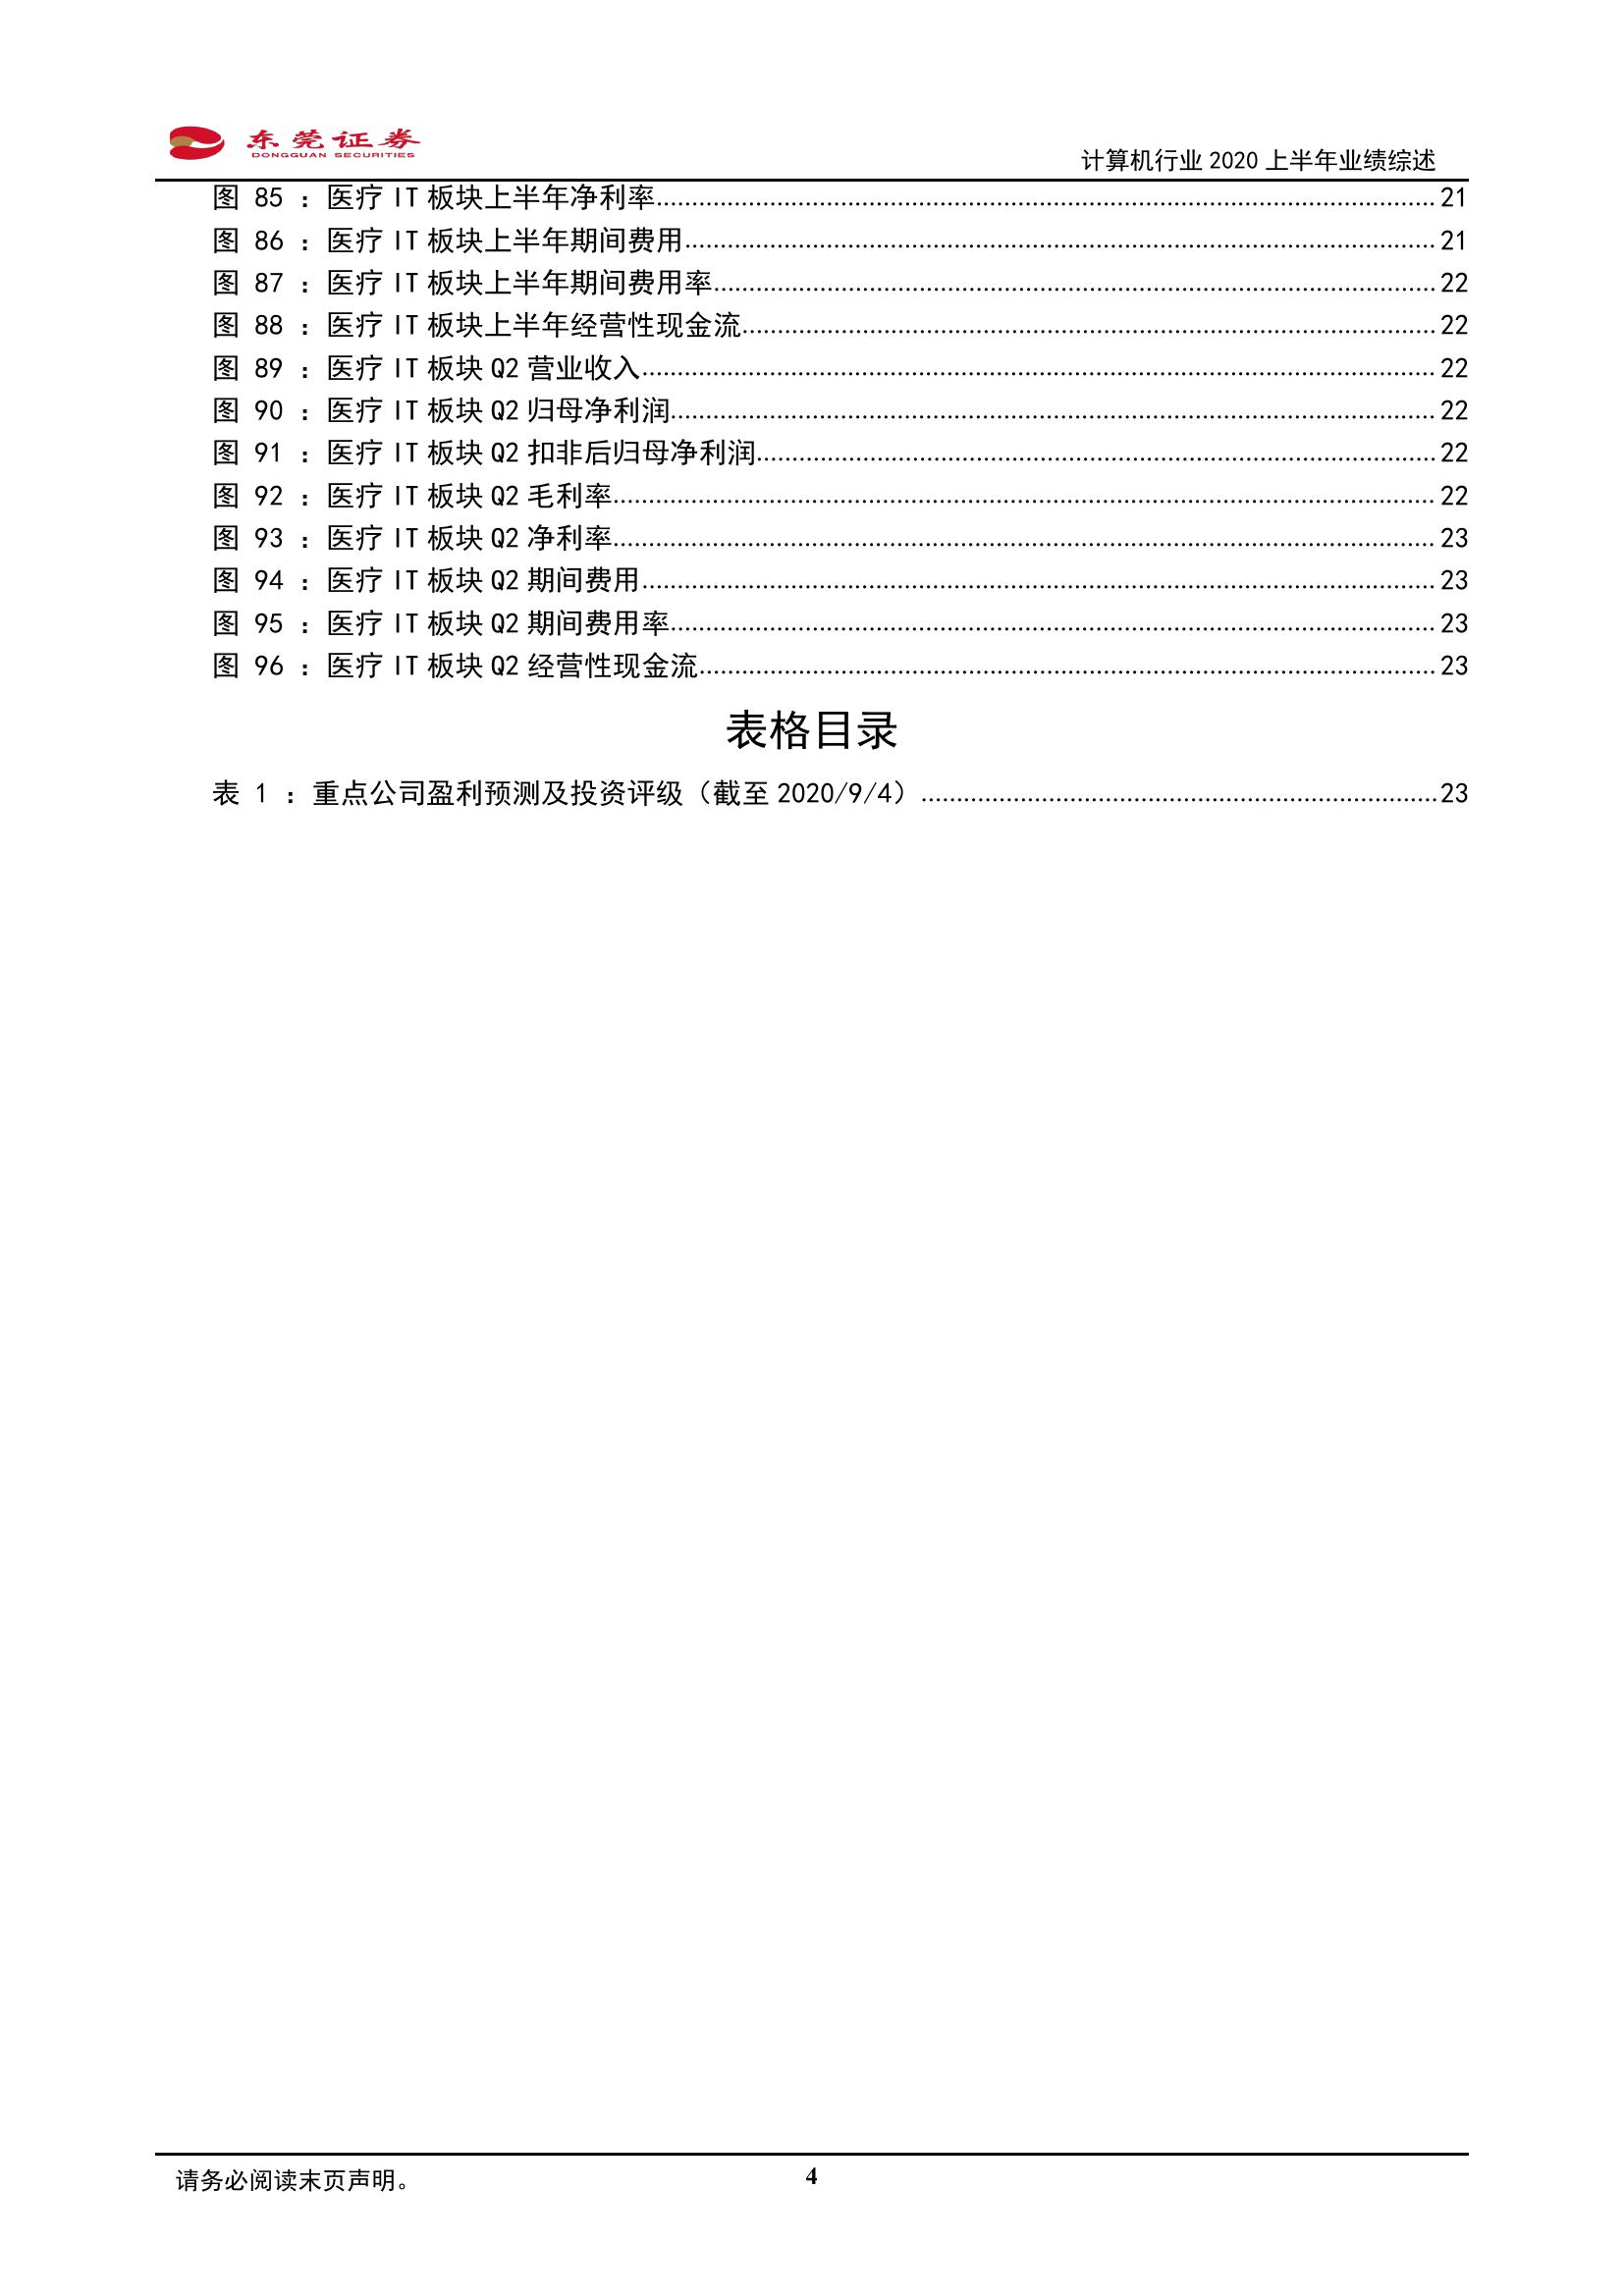 东莞证券
DONGGUAN SECURITIES
计算机行业 2020 上半年业绩综述
图 85 ：医疗 IT 板块上半年净利率........................................ 21
图 86 ：医疗 IT 板块上半年期间费用........................................ 21
图 87 ：医疗 IT 板块上半年期间费用率........................................ 22
图 88 ：医疗 IT 板块上半年经营性现金流........................................ 22
图 89 ：医疗 IT 板块 Q2 营业收入........................................ 22
图 90 ：医疗 IT 板块 Q2 归母净利润........................................ 22
图 91 ：医疗 IT 板块 Q2 扣非后归母净利润........................................ 22
图 92 ：医疗 IT 板块 Q2 毛利率........................................ 22
图 93 ：医疗 IT 板块 Q2 净利率........................................ 23
图 94 ：医疗 IT 板块 Q2 期间费用........................................ 23
图 95 ：医疗 IT 板块 Q2 期间费用率........................................ 23
图 96 ：医疗 IT 板块 Q2 经营性现金流........................................ 23
表格目录
表 1 ：重点公司盈利预测及投资评级（截至 2020/9/4）........................................ 23
请务必阅读末页声明。
4